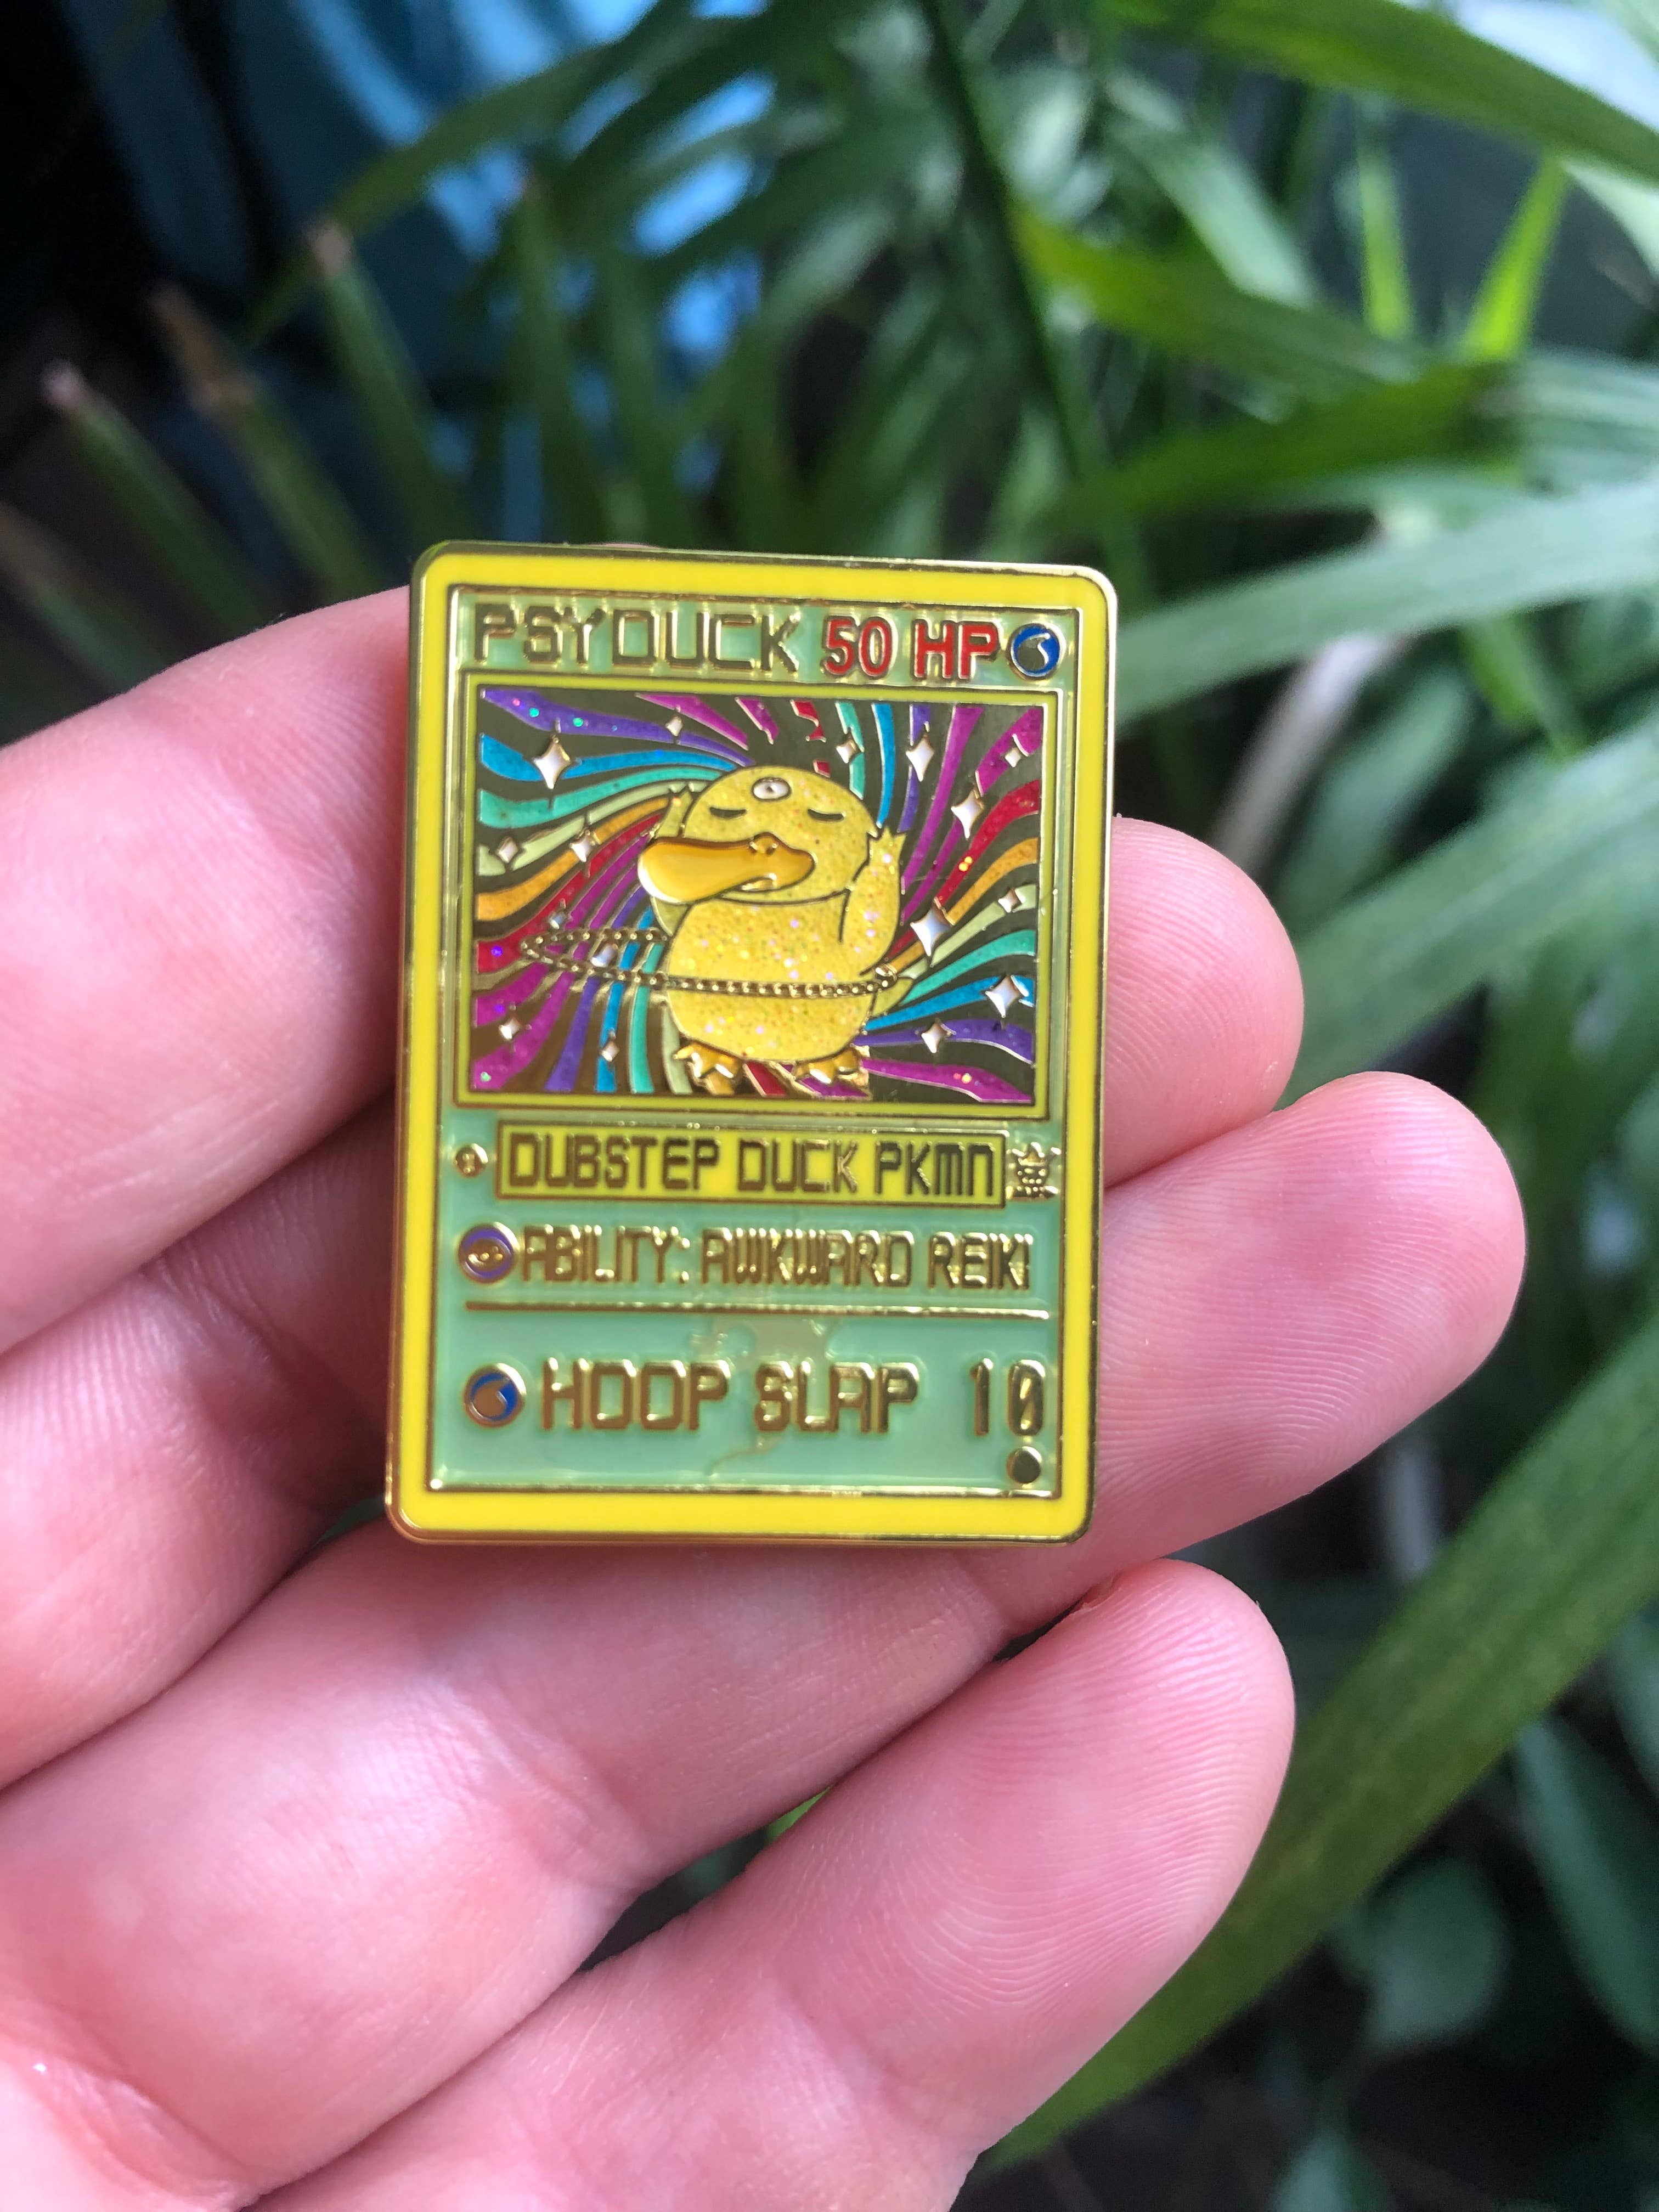 PSYDUCK 50 HP
DUBSTEP DUCK PKMN
ABILITY: AWKWARD REIKI
HOOP SLAP 10